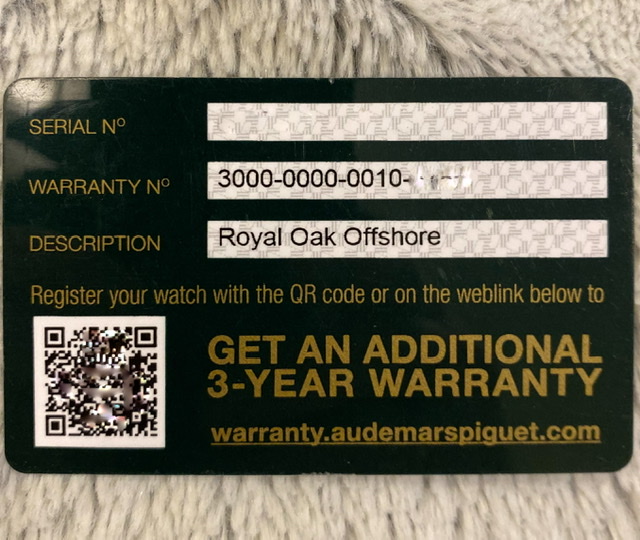 SERIAL Nº
WARRANTY Nº 3000-0000-0010-
DESCRIPTION Royal Oak Offshore
Register your watch with the QR code or on the weblink below to
GET AN ADDITIONAL
3-YEAR WARRANTY
warranty.audemarspiguet.com